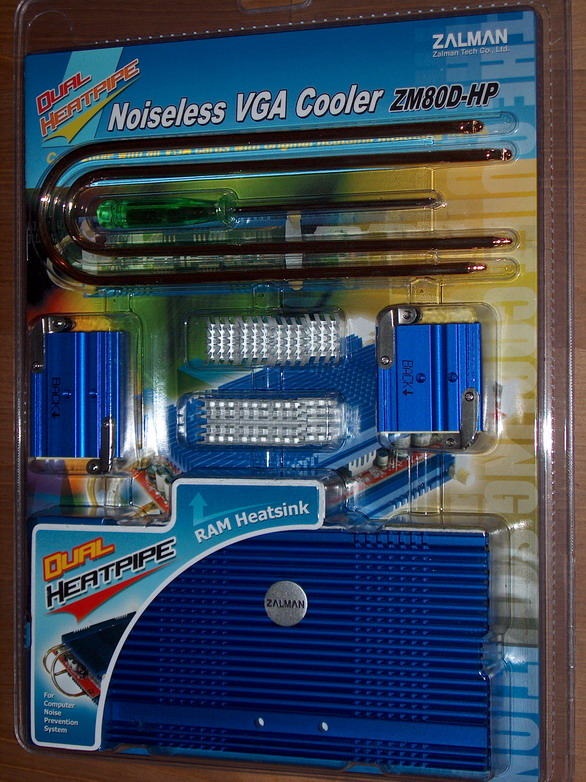 ZALMAN
Zalman Tech Co., Ltd.
DUAL
HEATPIPE
Noiseless VGA Cooler ZM80D-HP
BACK
BACK
RAM Heatsink
DUAL
HEATPIPE
ZALMAN
For
Computer
Noise
Prevention
System